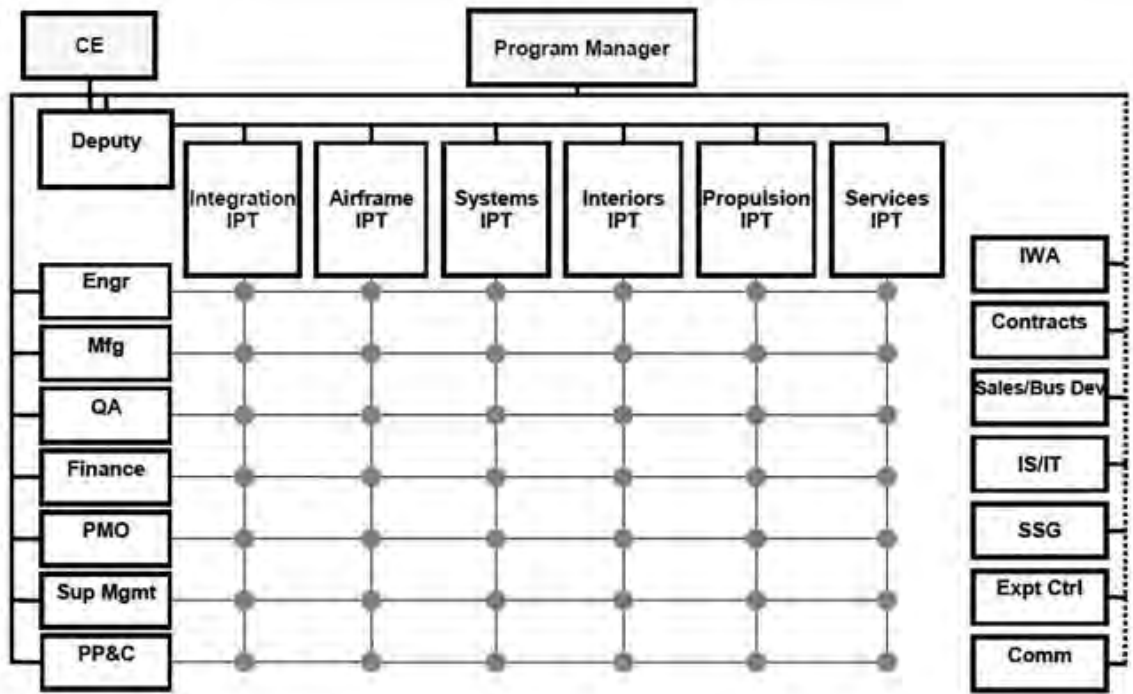 CE
Program Manager
Deputy
Integration
IPT
Airframe
IPT
Systems
IPT
Interiors
IPT
Propulsion
IPT
Services
IPT
Engr
Mfg
QA
Finance
PMO
Sup Mgmt
PP&C
IWA
Contracts
Sales/Bus Dev
IS/IT
SSG
Expt Ctrl
Comm